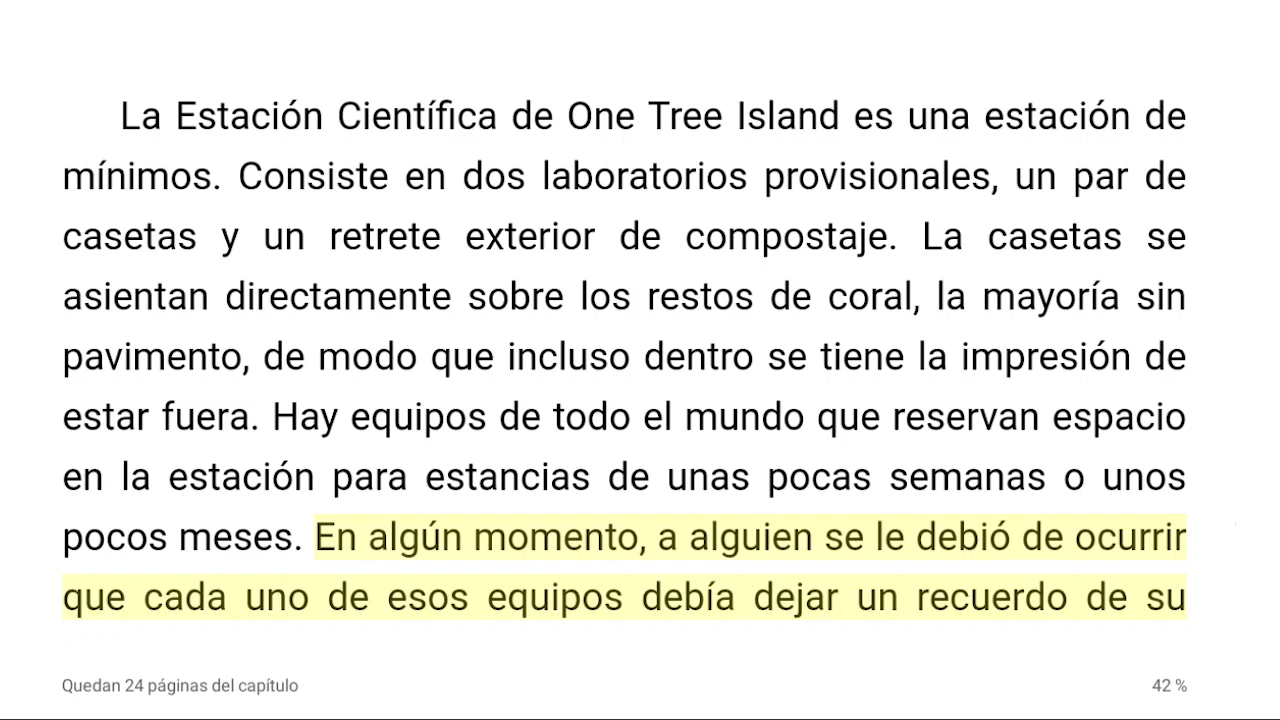 La Estación Científica de One Tree Island es una estación de
mínimos. Consiste en dos laboratorios provisionales, un par de
casetas y un retrete exterior de compostaje. La casetas se
asientan directamente sobre los restos de coral, la mayoría sin
pavimento, de modo que incluso dentro se tiene la impresión de
estar fuera. Hay equipos de todo el mundo que reservan espacio
en la estación para estancias de unas pocas semanas o unos
pocos meses. En algún momento, a alguien se le debió de ocurrir
que cada uno de esos equipos debía dejar un recuerdo de su
Quedan 24 páginas del capítulo
42 %